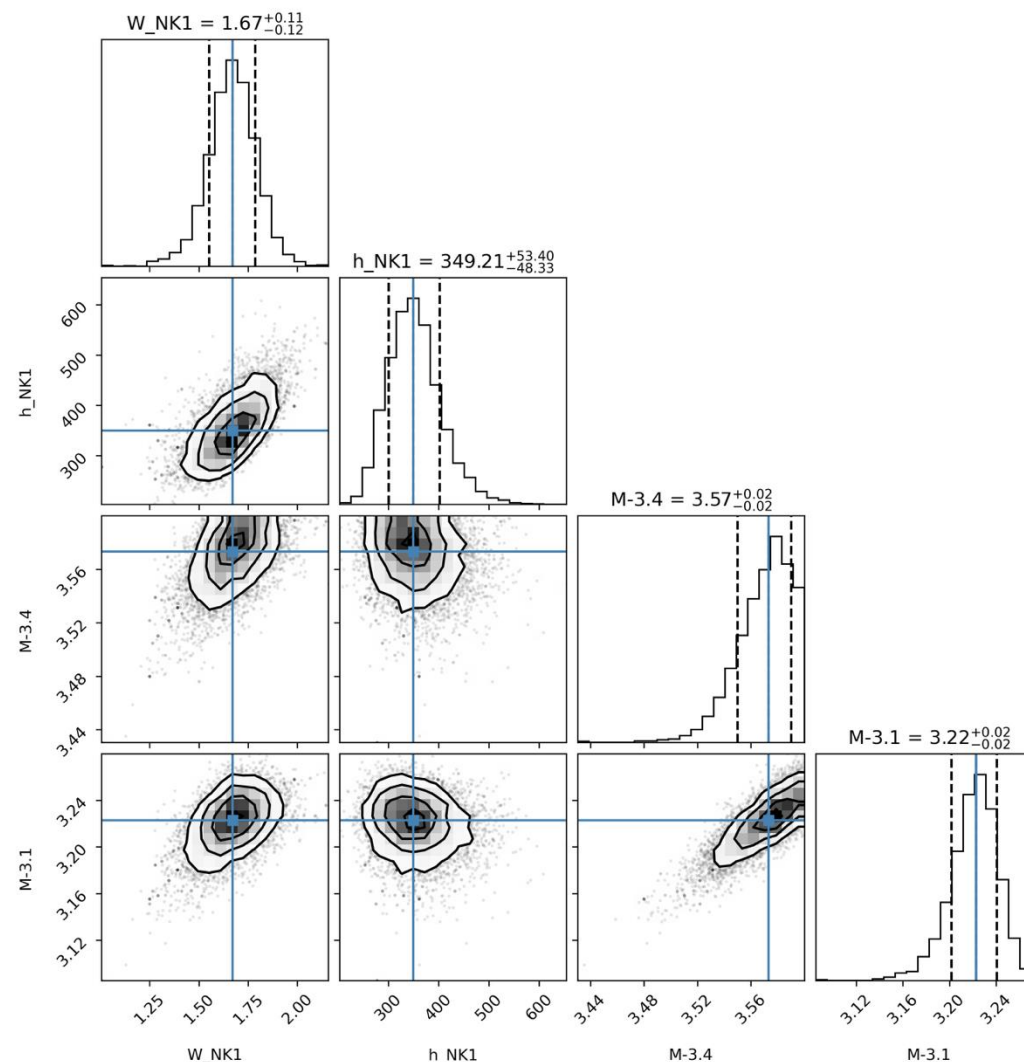 W_NK1 = 1.67+0.11−0.12
h_NK1 = 349.21+53.40−48.33
h_NK1
600
500
400
300
M-3.4 = 3.57+0.02−0.02
M-3.4
3.56
3.52
3.48
3.44
M-3.1 = 3.22+0.02−0.02
M-3.1
3.24
3.20
3.16
3.12
1.25 1.50 1.75 2.00
300 400 500 600
3.44 3.48 3.52 3.56
3.12 3.16 3.20 3.24
W_NK1 h_NK1 M-3.4 M-3.1